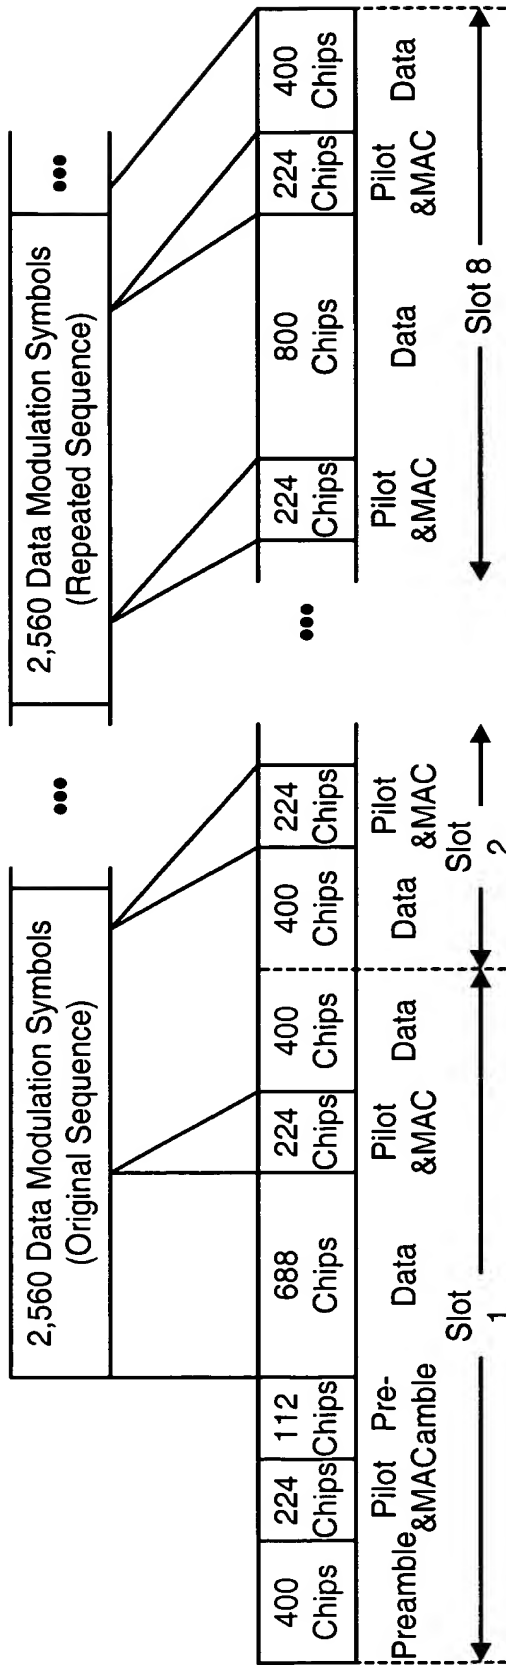 2,560 Data Modulation Symbols
(Original Sequence)
•••
2,560 Data Modulation Symbols
(Repeated Sequence)
•••
400
Chips
224
Chips
112
Chips
688
Chips
224
Chips
400
Chips
400
Chips
224
Chips
•••
224
Chips
800
Chips
224
Chips
400
Chips
Preamble
Pilot
&MAC
Pre-
amble
Data
Pilot
&MAC
Data
Data
Pilot
&MAC
Pilot
&MAC
Data
Pilot
&MAC
Data
Slot
1
Slot
2
Slot 8